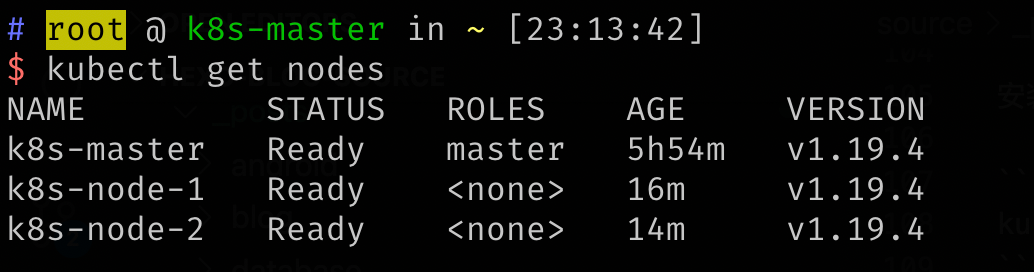 # root @ k8s-master in ~ [23:13:42]
$ kubectl get nodes
NAME         STATUS   ROLES    AGE     VERSION
k8s-master   Ready    master   5h54m   v1.19.4
k8s-node-1   Ready    <none>   16m     v1.19.4
k8s-node-2   Ready    <none>   14m     v1.19.4